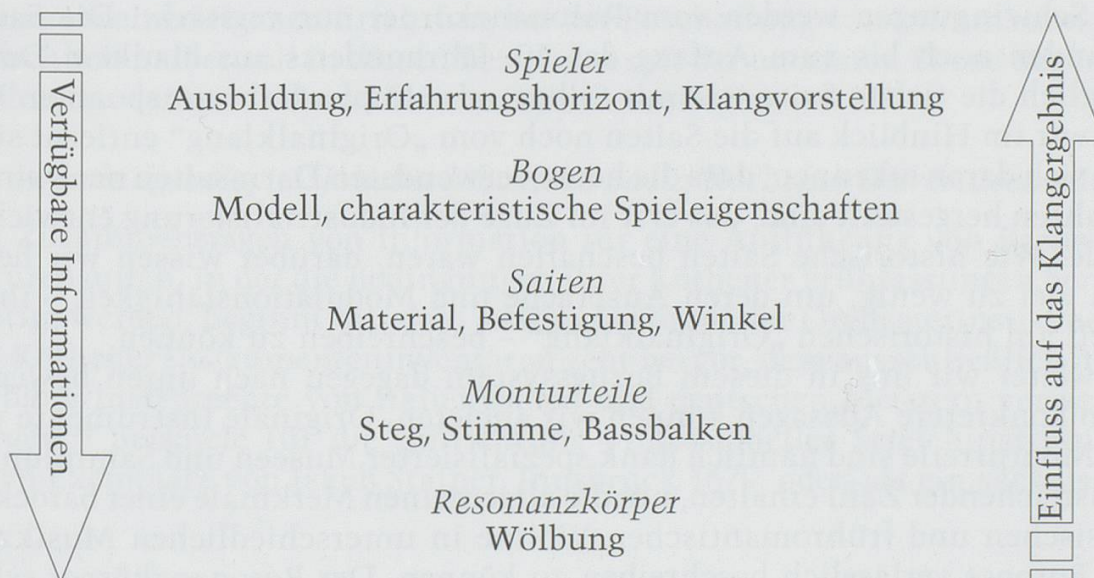 Spieler
Ausbildung, Erfahrungshorizont, Klangvorstellung
Bogen
Modell, charakteristische Spieleigenschaften
Saiten
Material, Befestigung, Winkel
Monturteile
Steg, Stimme, Bassbalken
Resonanzkörper
Wölbung
Verfügbare Informationen
Einfluss auf das Klangergebnis